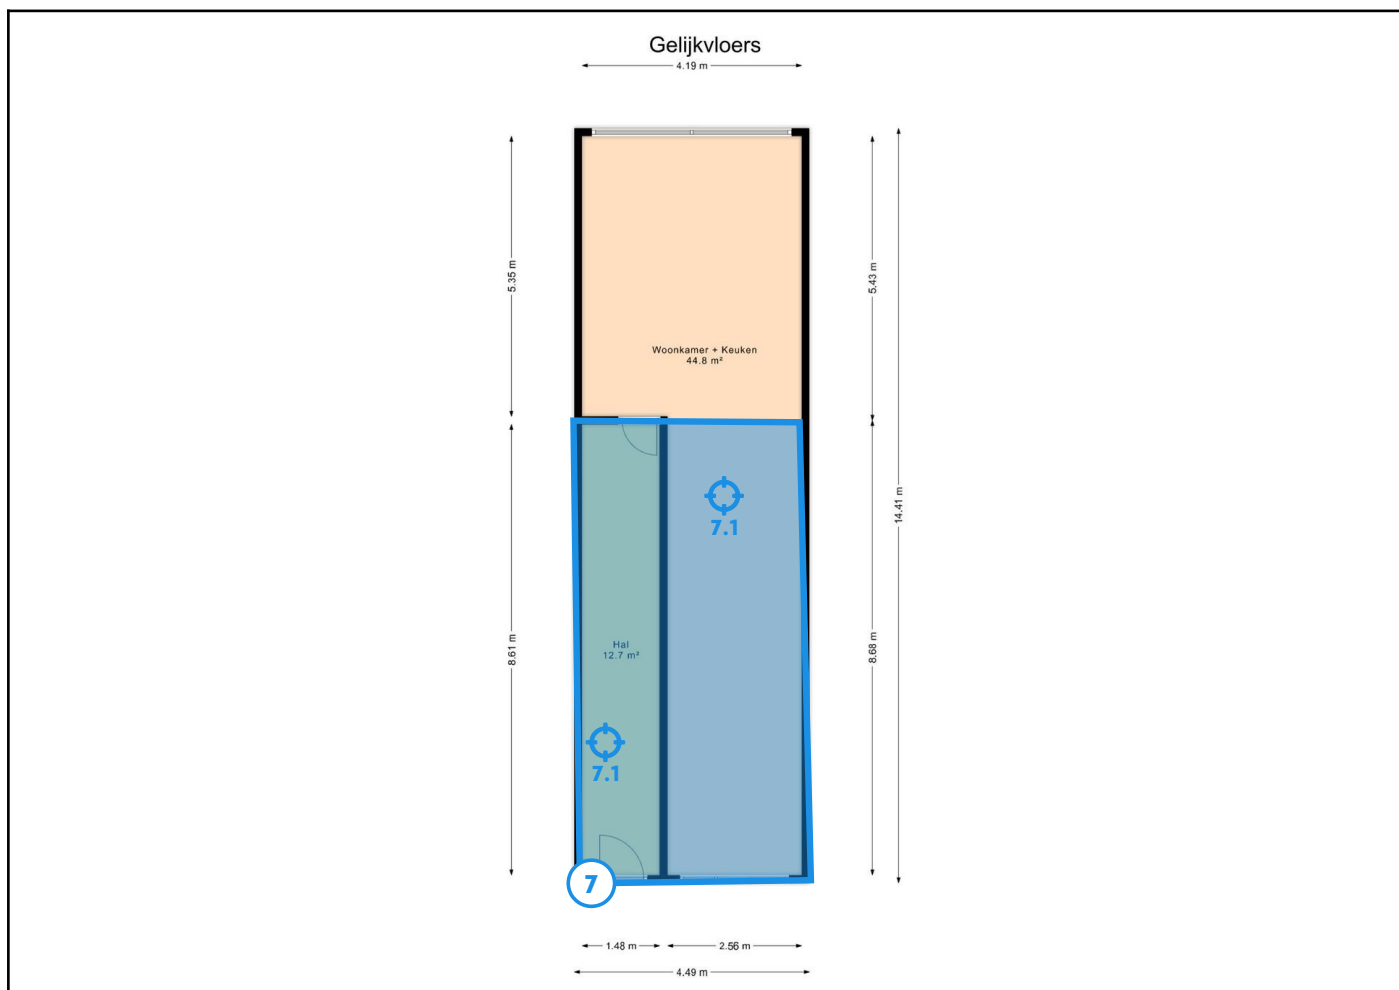 Gelijkvloers
4.19 m
5.35 m
5.43 m
Woonkamer + Keuken
44.8 m²
14.41 m
7.1
8.61 m
Hal
12.7 m²
8.68 m
7.1
7
1.48 m
2.56 m
4.49 m